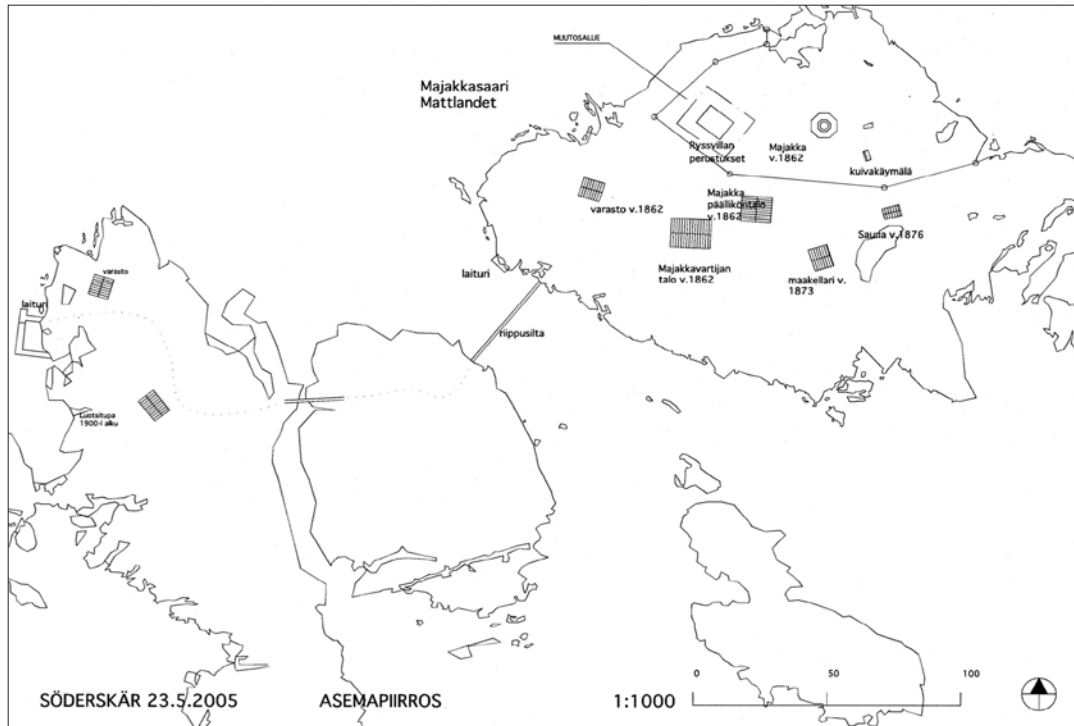 MUUTOSALUE
Majakkasaari
Mattlandet
Ryssvillan
perustukset
Majakka
v.1862
kuivakäymälä
varasto v.1862
Majakka
päällikön talo
v.1862
Sauna v.1876
Majakkavartijan
talo v.1862
maakellari v.
1873
laituri
varasto
laituri
riippusilta
Luotsitupa
1900-l alku
SÖDERSKÄR 23.5.2005
ASEMAPIIRROS
1:1000
0
50
100